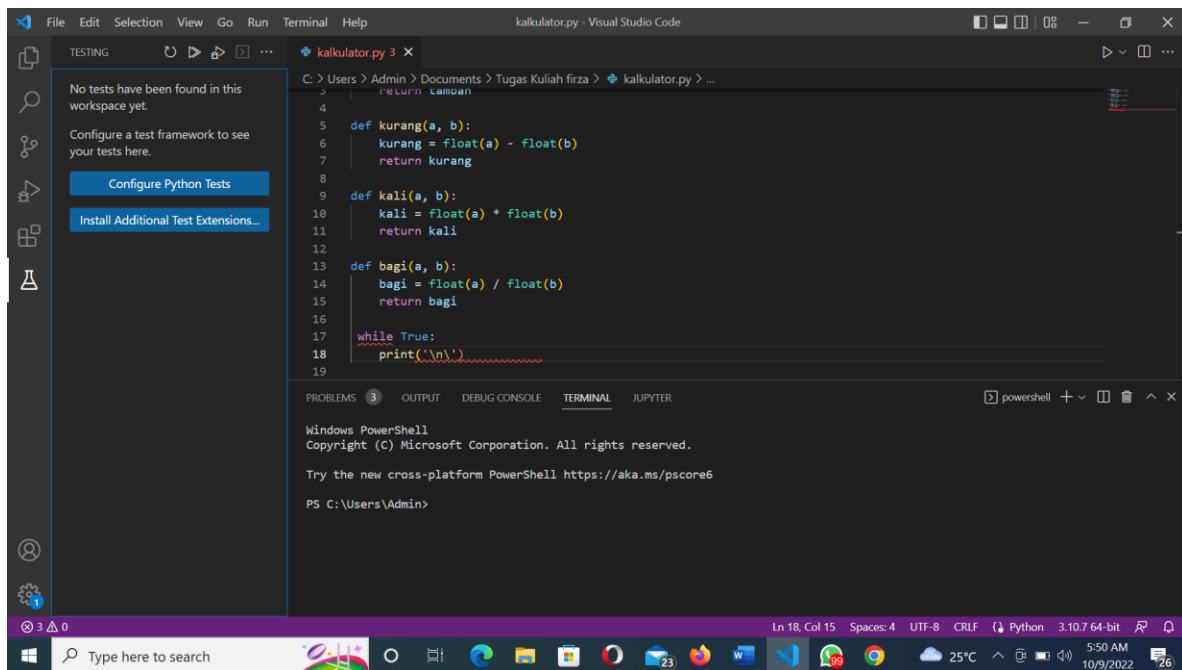 File Edit Selection View Go Run Terminal Help
kalkulator.py - Visual Studio Code
TESTING
kalkulator.py 3
C: > Users > Admin > Documents > Tugas Kuliah firza > kalkulator.py > ...
No tests have been found in this
workspace yet.
Configure a test framework to see
your tests here.
Configure Python Tests
Install Additional Test Extensions...
3 return tambah
4
5 def kurang(a, b):
6 kurang = float(a) - float(b)
7 return kurang
8
9 def kali(a, b):
10 kali = float(a) * float(b)
11 return kali
12
13 def bagi(a, b):
14 bagi = float(a) / float(b)
15 return bagi
16
17 while True:
18 print('\n\')
19
PROBLEMS 3 OUTPUT DEBUG CONSOLE TERMINAL JUPYTER
powershell
Windows PowerShell
Copyright (C) Microsoft Corporation. All rights reserved.
Try the new cross-platform PowerShell https://aka.ms/pscore6
PS C:\Users\Admin>
1
3 0
Ln 18, Col 15 Spaces: 4 UTF-8 CRLF Python 3.10.7 64-bit
Type here to search
23
99
25°C
5:50 AM
10/9/2022
26